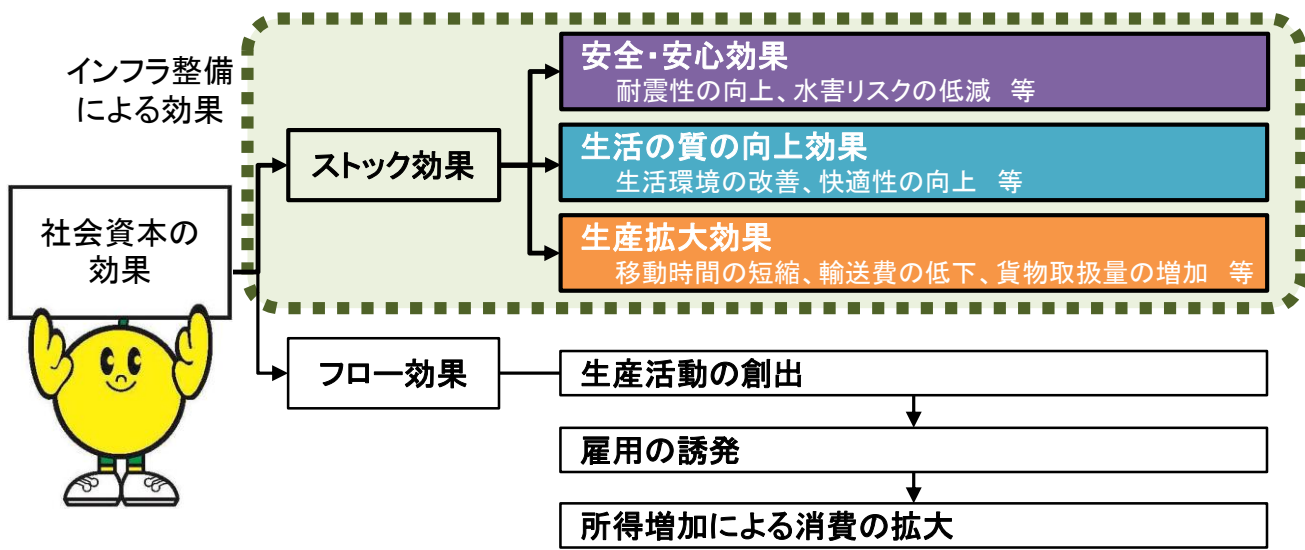 インフラ整備
による効果
社会資本の
効果
ストック効果
安全・安心効果
耐震性の向上、水害リスクの低減　等
生活の質の向上効果
生活環境の改善、快適性の向上　等
生産拡大効果
移動時間の短縮、輸送費の低下、貨物取扱量の増加　等
フロー効果
生産活動の創出
雇用の誘発
所得増加による消費の拡大